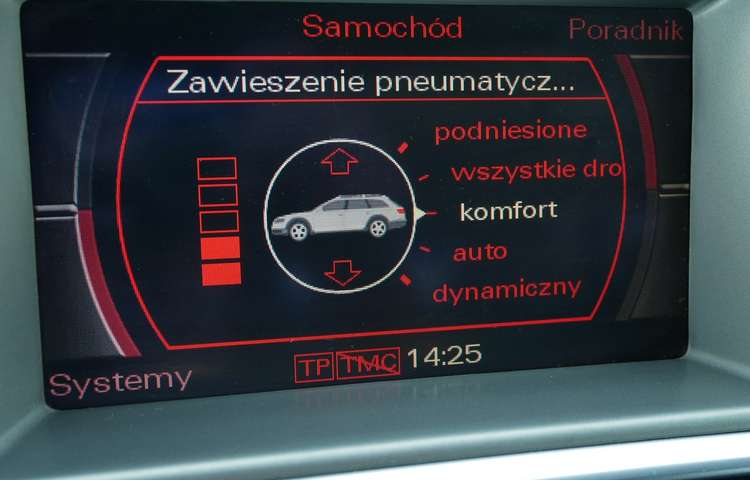 Samochód
Poradnik
Zawieszenie pneumatycz...
podniesione
wszystkie dro
komfort
auto
dynamiczny
TP TMC 14:25
Systemy